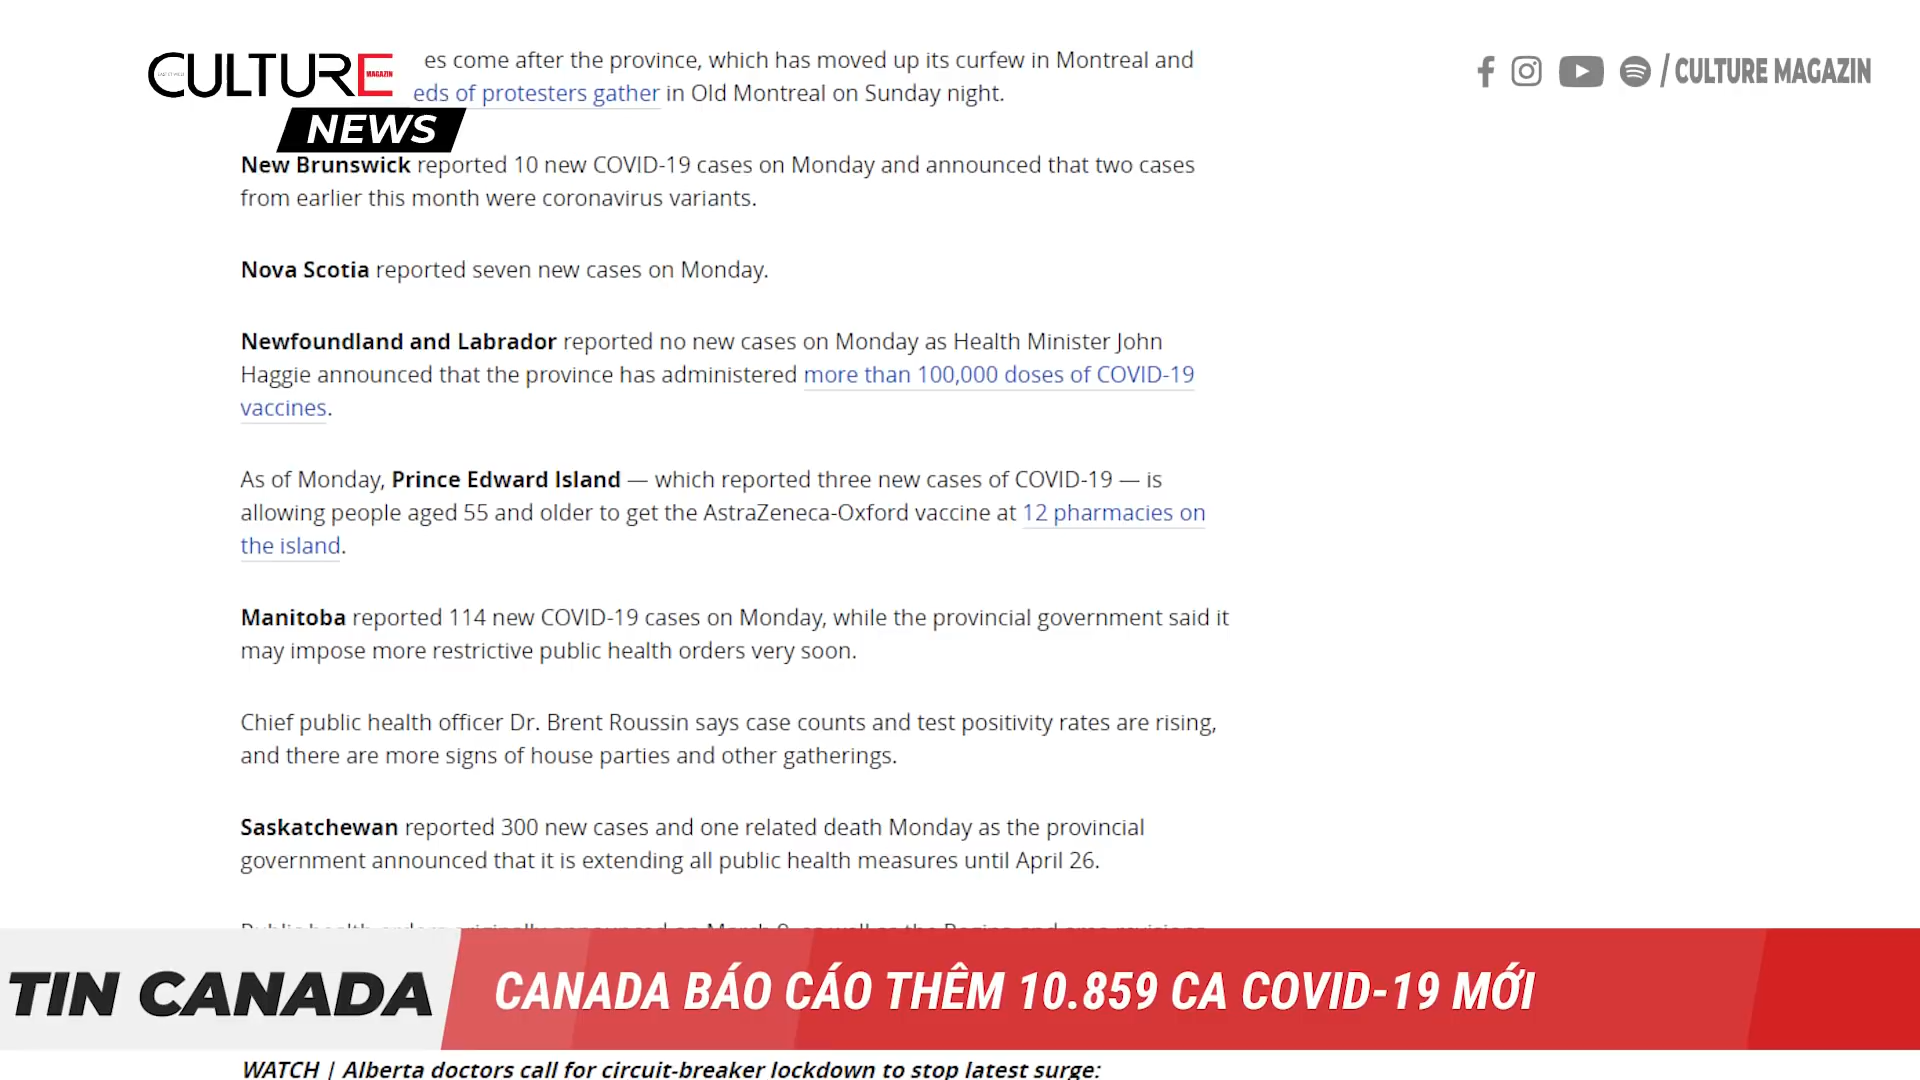 CULTURE
MAGAZIN
NEWS
/ CULTURE MAGAZIN
es come after the province, which has moved up its curfew in Montreal and
eds of protesters gather in Old Montreal on Sunday night.
New Brunswick reported 10 new COVID-19 cases on Monday and announced that two cases
from earlier this month were coronavirus variants.
Nova Scotia reported seven new cases on Monday.
Newfoundland and Labrador reported no new cases on Monday as Health Minister John
Haggie announced that the province has administered more than 100,000 doses of COVID-19
vaccines.
As of Monday, Prince Edward Island — which reported three new cases of COVID-19 — is
allowing people aged 55 and older to get the AstraZeneca-Oxford vaccine at 12 pharmacies on
the island.
Manitoba reported 114 new COVID-19 cases on Monday, while the provincial government said it
may impose more restrictive public health orders very soon.
Chief public health officer Dr. Brent Roussin says case counts and test positivity rates are rising,
and there are more signs of house parties and other gatherings.
Saskatchewan reported 300 new cases and one related death Monday as the provincial
government announced that it is extending all public health measures until April 26.
TIN CANADA
CANADA BÁO CÁO THÊM 10.859 CA COVID-19 MỚI
WATCH | Alberta doctors call for circuit-breaker lockdown to stop latest surge: